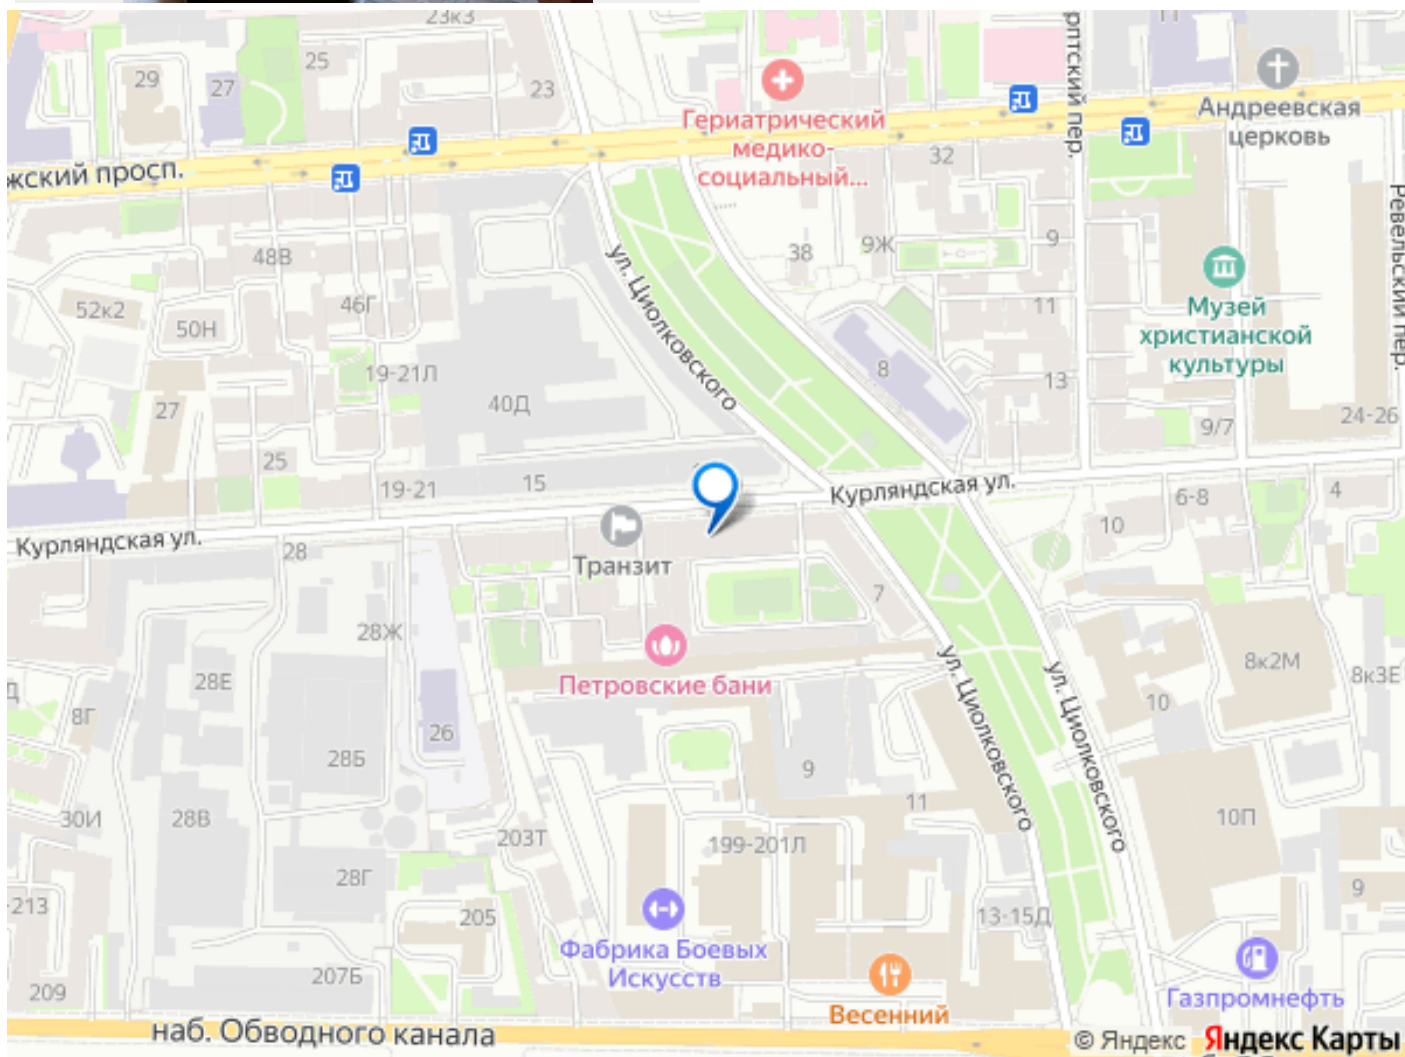 23к3
11
25
29
27
23
Андреевская
церковь
рптский пер.
Гериатрический
медико-
социальный...
32
жский просп.
Ревельский пер.
48В
38
9Ж
9
ул. Циолковского
52к2
46Г
50Н
11
Музей
христианской
культуры
19-21Л
8
13
40Д
27
24-26
9/7
25
19-21
15
Курляндская ул.
6-8
4
10
Курляндская ул.
28
Транзит
7
28Ж
28Е
Петровские бани
ул. Циолковского
ул. Циолковского
8к2М
8к3Е
Д
8Г
10
26
28Б
9
11
30И
28В
203Т
199-201Л
10П
28Г
9
-213
205
13-15Д
Фабрика Боевых
Искусств
207Б
209
Весенний
Газпромнефть
наб. Обводного канала
© Яндекс Яндекс Карты